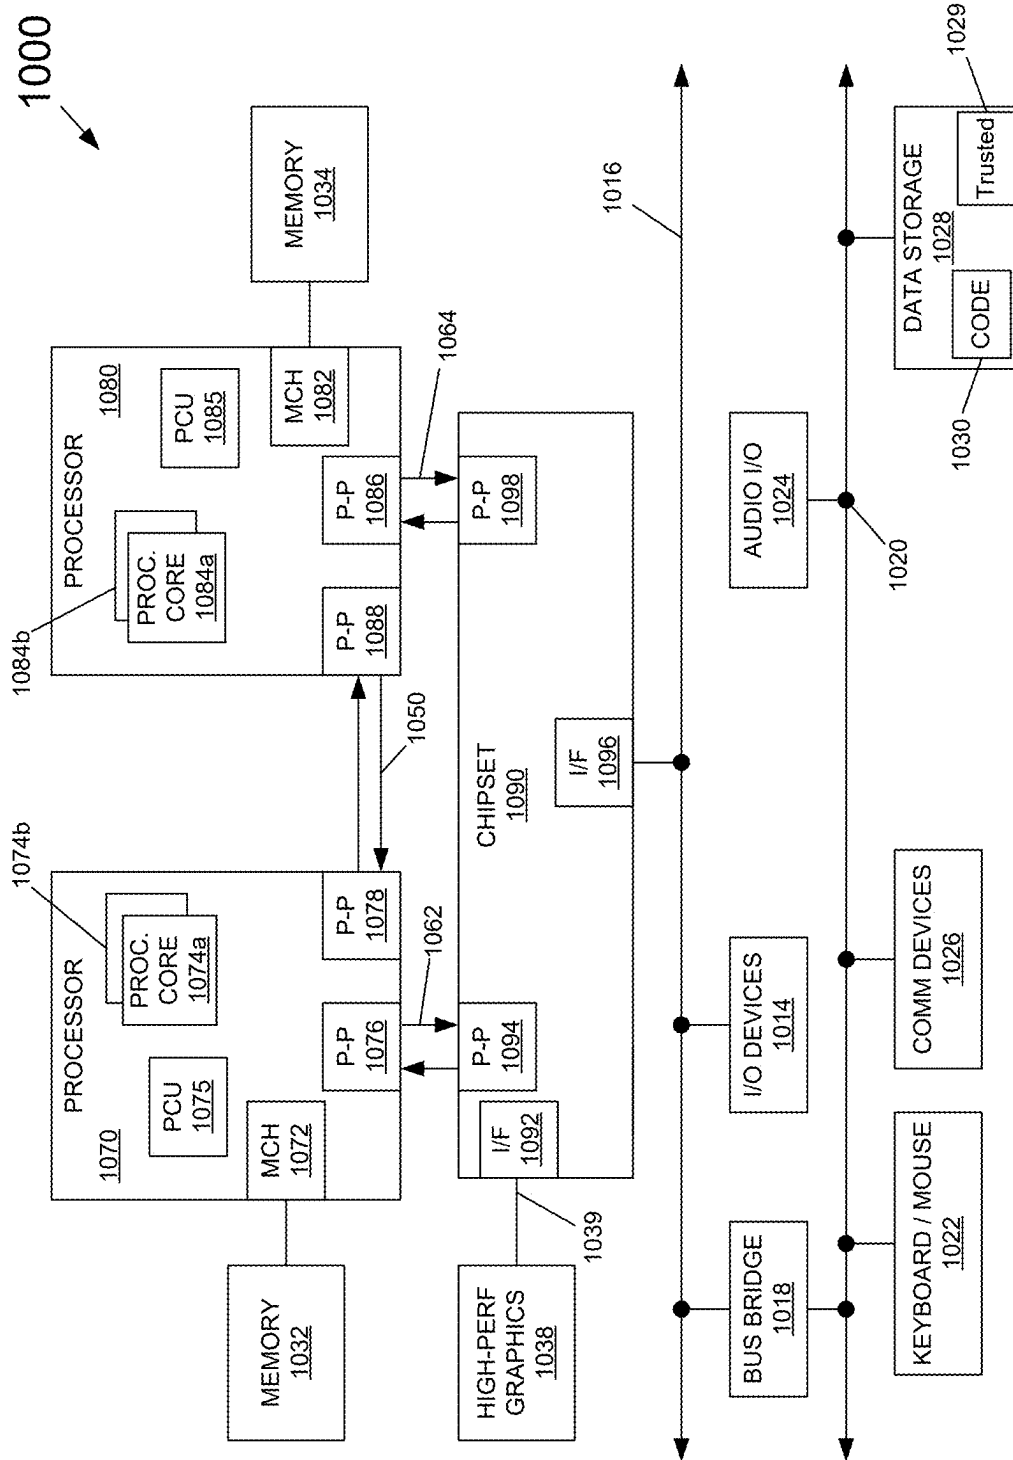 1000
PROCESSOR
1070
PCU
1075
PROC.
CORE
1074a
1074b
MCH
1072
P-P
1076
P-P
1078
MEMORY
1032
PROCESSOR
1080
1084b
PROC.
CORE
1084a
PCU
1085
P-P
1088
P-P
1086
MCH
1082
MEMORY
1034
1050
1062
1064
HIGH-PERF
GRAPHICS
1038
1039
I/F
1092
P-P
1094
CHIPSET
1090
P-P
1098
I/F
1096
1016
BUS BRIDGE
1018
I/O DEVICES
1014
AUDIO I/O
1024
1020
KEYBOARD / MOUSE
1022
COMM DEVICES
1026
DATA STORAGE
1028
CODE
1030
Trusted
1029